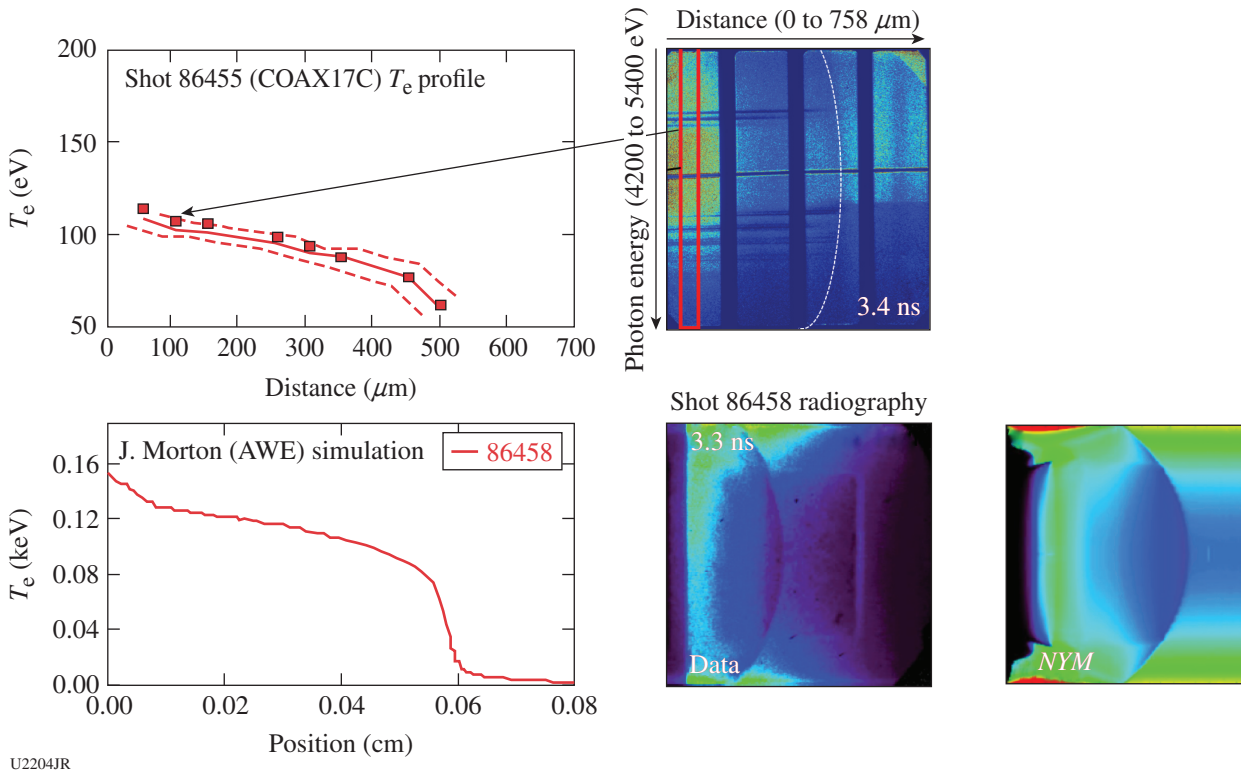 Shot 86455 (COAX17C) Te profile
Te (eV)
200
150
100
50
0
100
200
300
400
500
600
700
Distance (μm)
Distance (0 to 758 μm)
Photon energy (4200 to 5400 eV)
3.4 ns
J. Morton (AWE) simulation
86458
Te (keV)
0.16
0.12
0.08
0.04
0.00
0.00
0.02
0.04
0.06
0.08
Position (cm)
Shot 86458 radiography
3.3 ns
Data
NYM
U2204JR